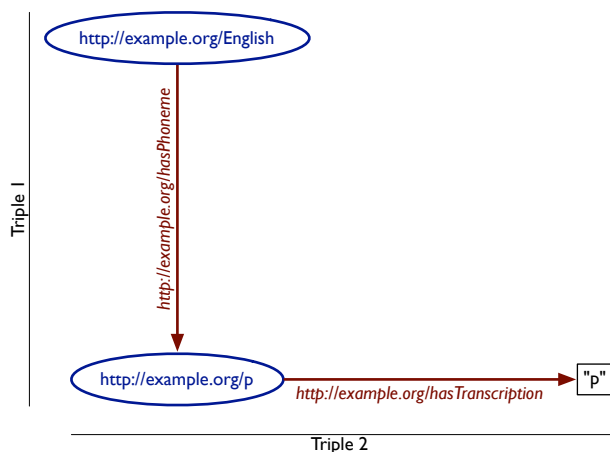 http://example.org/English
http://example.org/hasPhoneme
Triple 1
http://example.org/p
http://example.org/hasTranscription
"p"
Triple 2